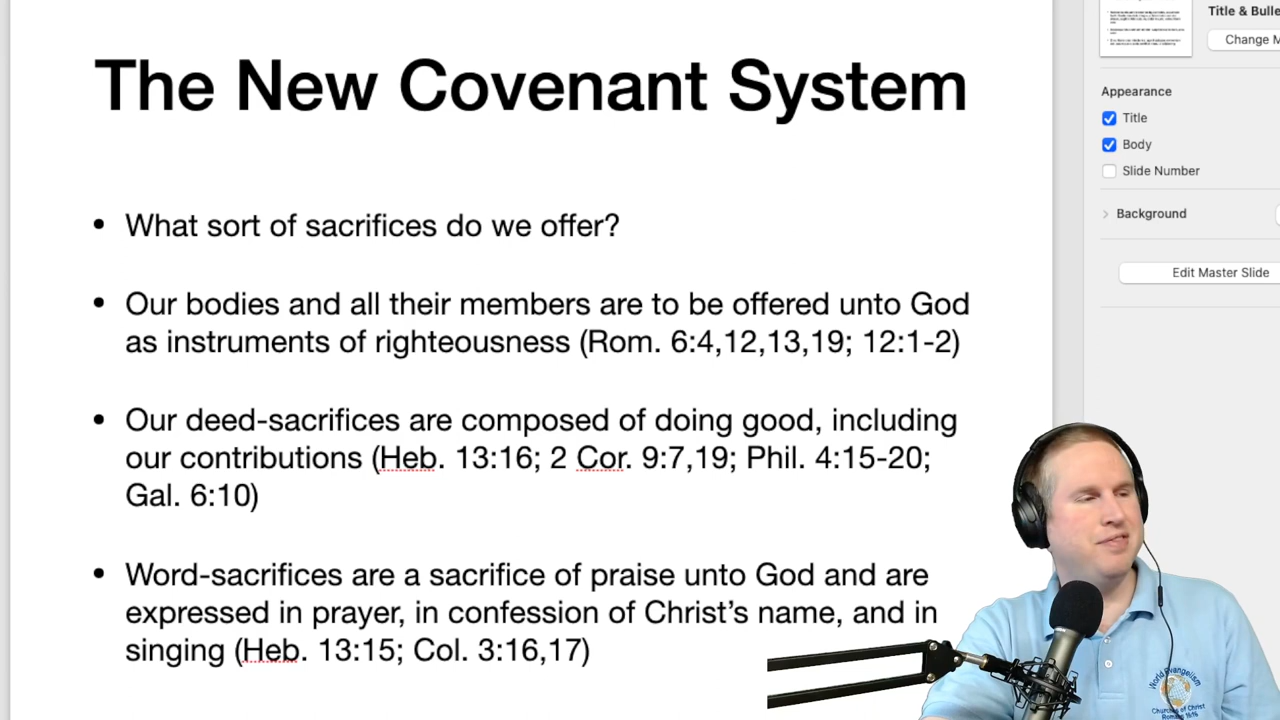 Title & Bulle
Change M
The New Covenant System
Appearance
Title
Body
Slide Number
Background
Edit Master Slide
• What sort of sacrifices do we offer?
• Our bodies and all their members are to be offered unto God
as instruments of righteousness (Rom. 6:4,12,13,19; 12:1-2)
• Our deed-sacrifices are composed of doing good, including
our contributions (Heb. 13:16; 2 Cor. 9:7,19; Phil. 4:15-20;
Gal. 6:10)
• Word-sacrifices are a sacrifice of praise unto God and are
expressed in prayer, in confession of Christ's name, and in
singing (Heb. 13:15; Col. 3:16,17)
World Evangelism
Churches of Christ